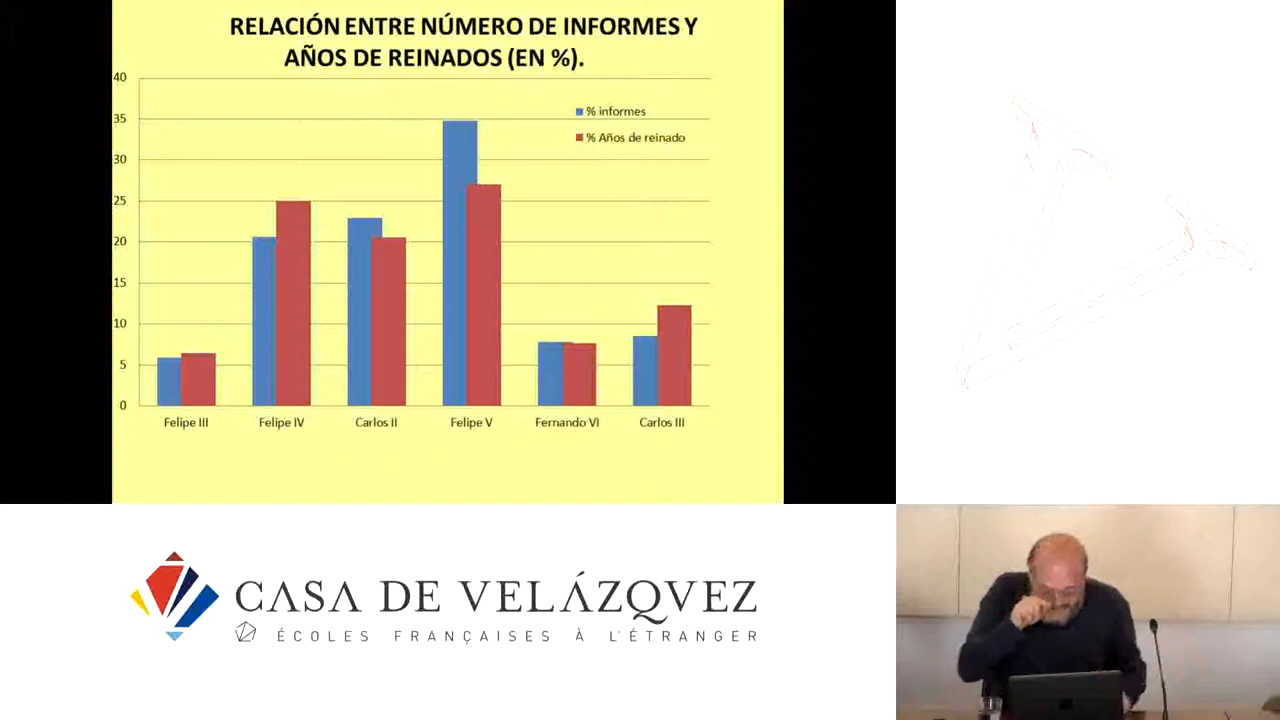 RELACIÓN ENTRE NÚMERO DE INFORMES Y
AÑOS DE REINADOS (EN %).
40
35
30
25
20
15
10
5
0
% informes
% Años de reinado
Felipe III
Felipe IV
Carlos II
Felipe V
Fernando VI
Carlos III
CASA DE VELÁZQVEZ
ÉCOLES FRANÇAISES À L'ÉTRANGER